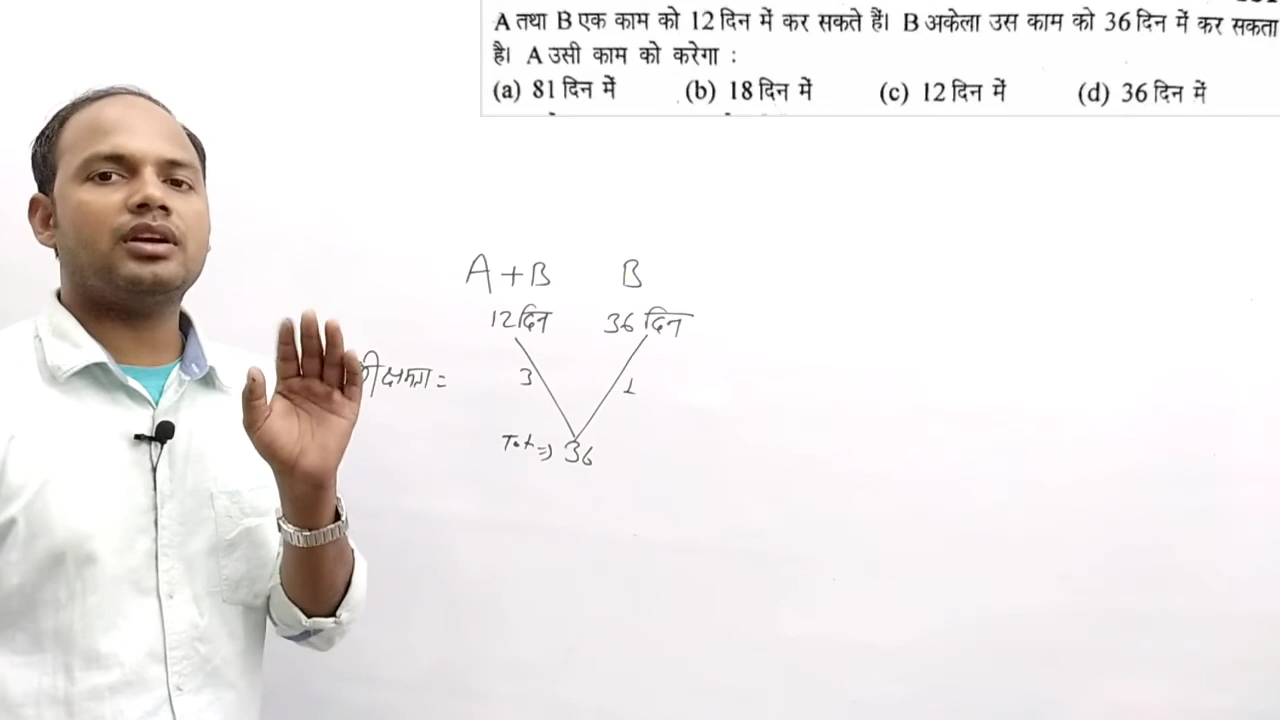 A तथा B एक काम को 12 दिन में कर सकते हैं। B अकेला उस काम को 36 दिन में कर सकता
है। A उसी काम को करेगा :
(a) 81 दिन में (b) 18 दिन में (c) 12 दिन में (d) 36 दिन में
A + B B
12 दिन 36 दिन
3 1
Tot ⇒ 36